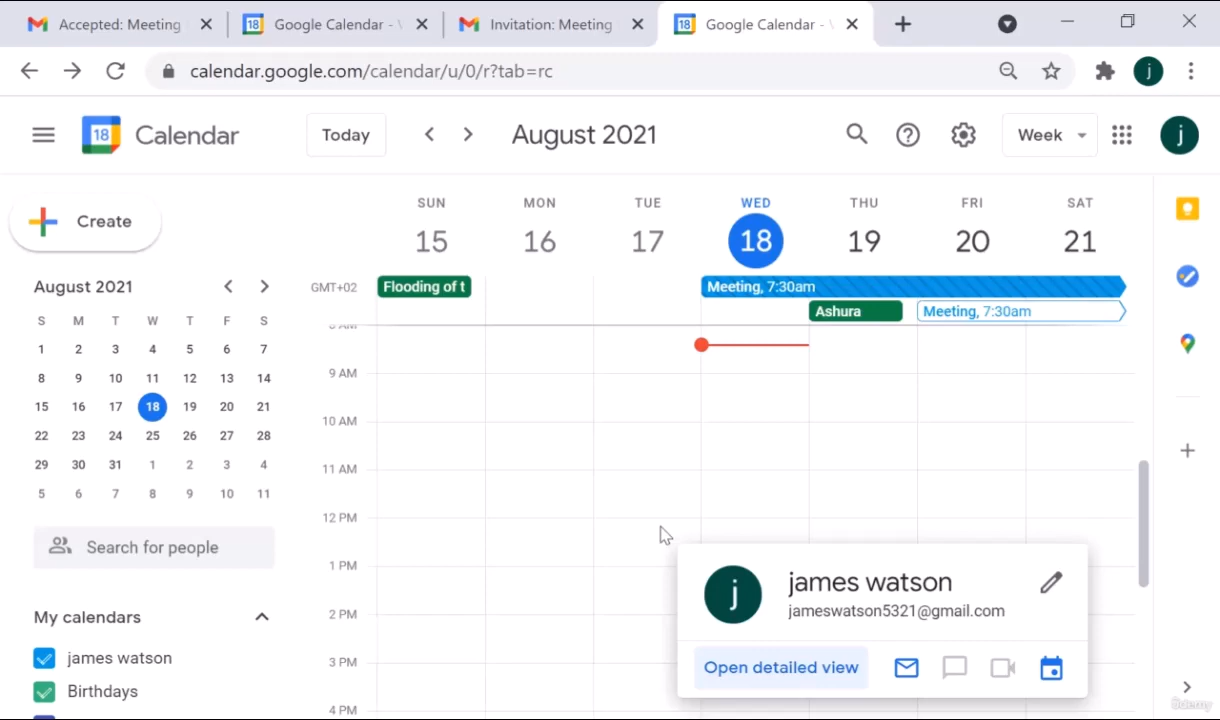 Accepted: Meeting
Google Calendar -
Invitation: Meeting
Google Calendar -
calendar.google.com/calendar/u/0/r?tab=rc
j
18
Calendar
Today
August 2021
Week
j
Create
SUN
MON
TUE
WED
THU
FRI
SAT
15
16
17
18
19
20
21
GMT+02
Flooding of t
Meeting, 7:30am
Ashura
Meeting, 7:30am
August 2021
S M T W T F S
1 2 3 4 5 6 7
8 9 10 11 12 13 14
15 16 17 18 19 20 21
22 23 24 25 26 27 28
29 30 31 1 2 3 4
5 6 7 8 9 10 11
9 AM
10 AM
11 AM
12 PM
1 PM
2 PM
3 PM
4 PM
Search for people
My calendars
james watson
Birthdays
j
james watson
jameswatson5321@gmail.com
Open detailed view
Udemy